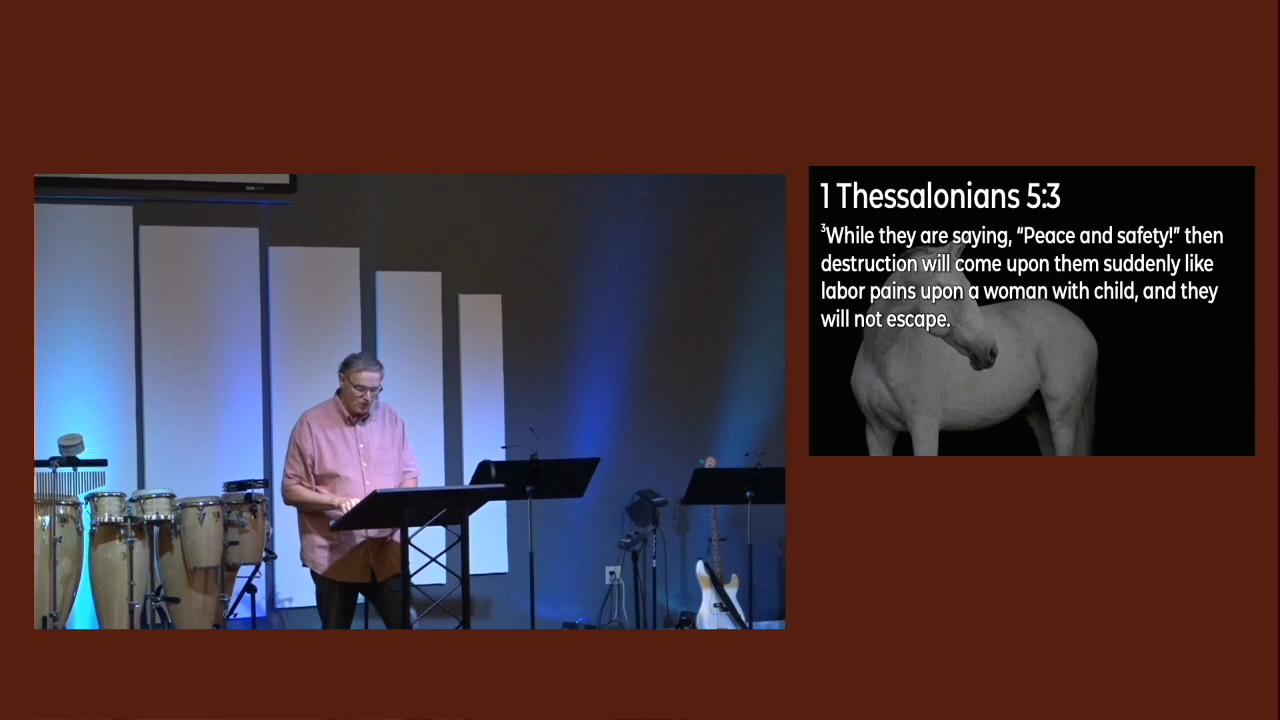 1 Thessalonians 5:3
³While they are saying, “Peace and safety!” then
destruction will come upon them suddenly like
labor pains upon a woman with child, and they
will not escape.